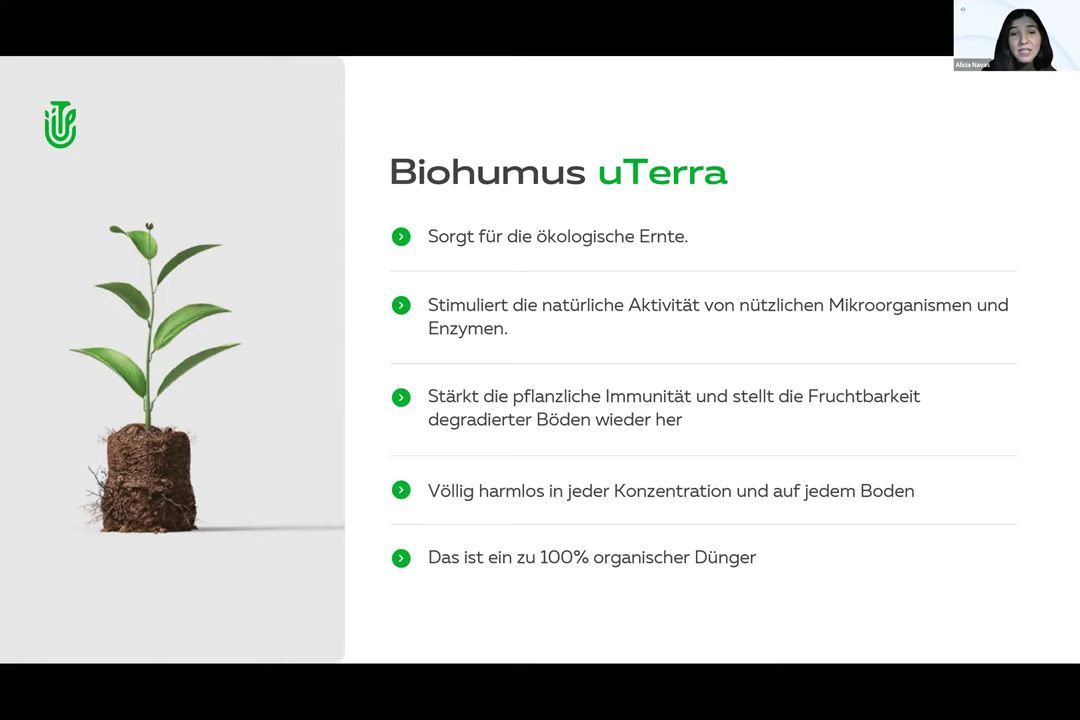 Alicia Navas
Biohumus uTerra
Sorgt für die ökologische Ernte.
Stimuliert die natürliche Aktivität von nützlichen Mikroorganismen und
Enzymen.
Stärkt die pflanzliche Immunität und stellt die Fruchtbarkeit
degradierter Böden wieder her
Völlig harmlos in jeder Konzentration und auf jedem Boden
Das ist ein zu 100% organischer Dünger